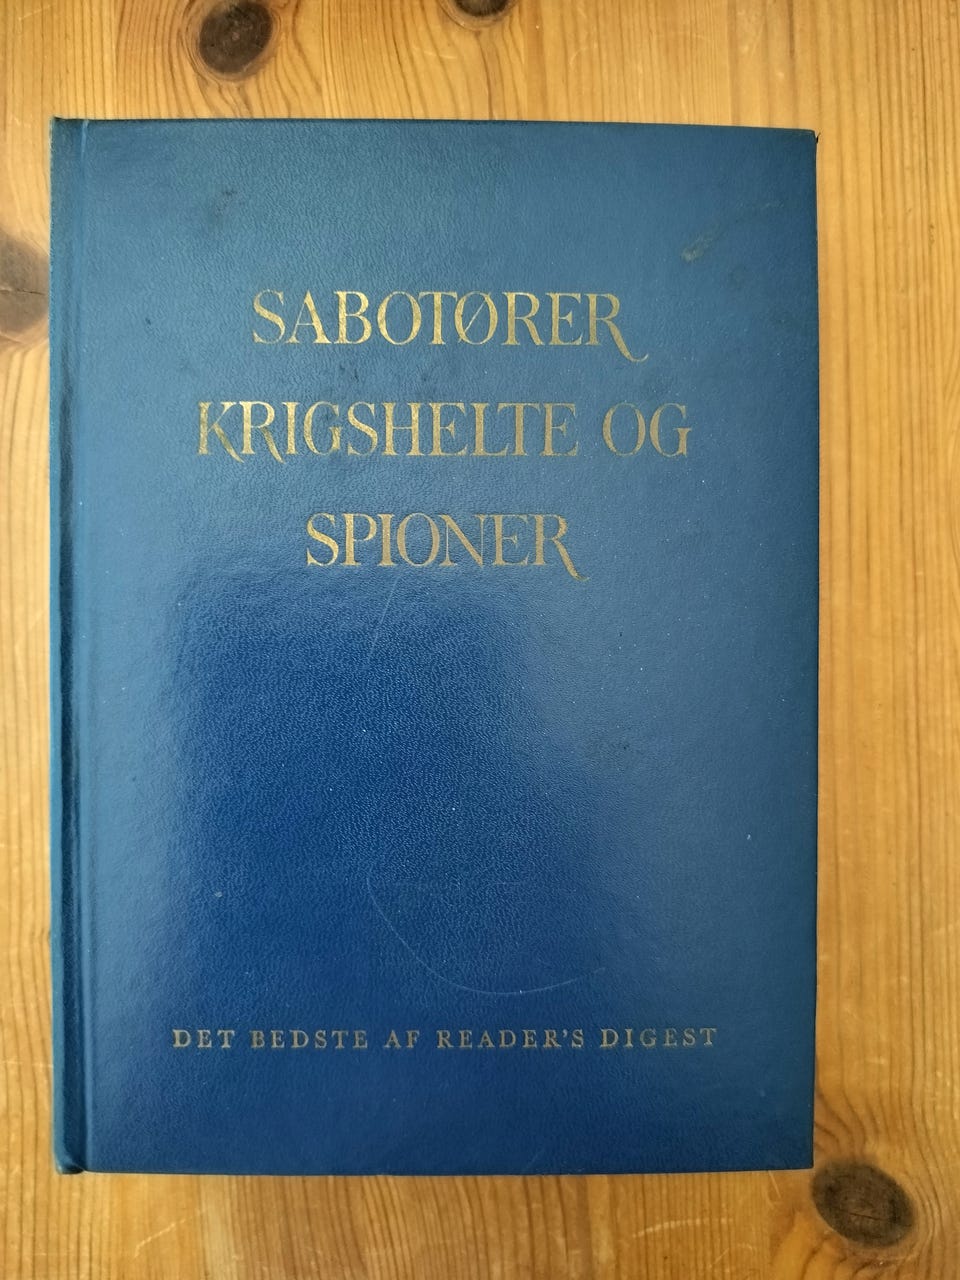 SABOTØRER
KRIGSHELTE OG
SPIONER
DET BEDSTE AF READER'S DIGEST